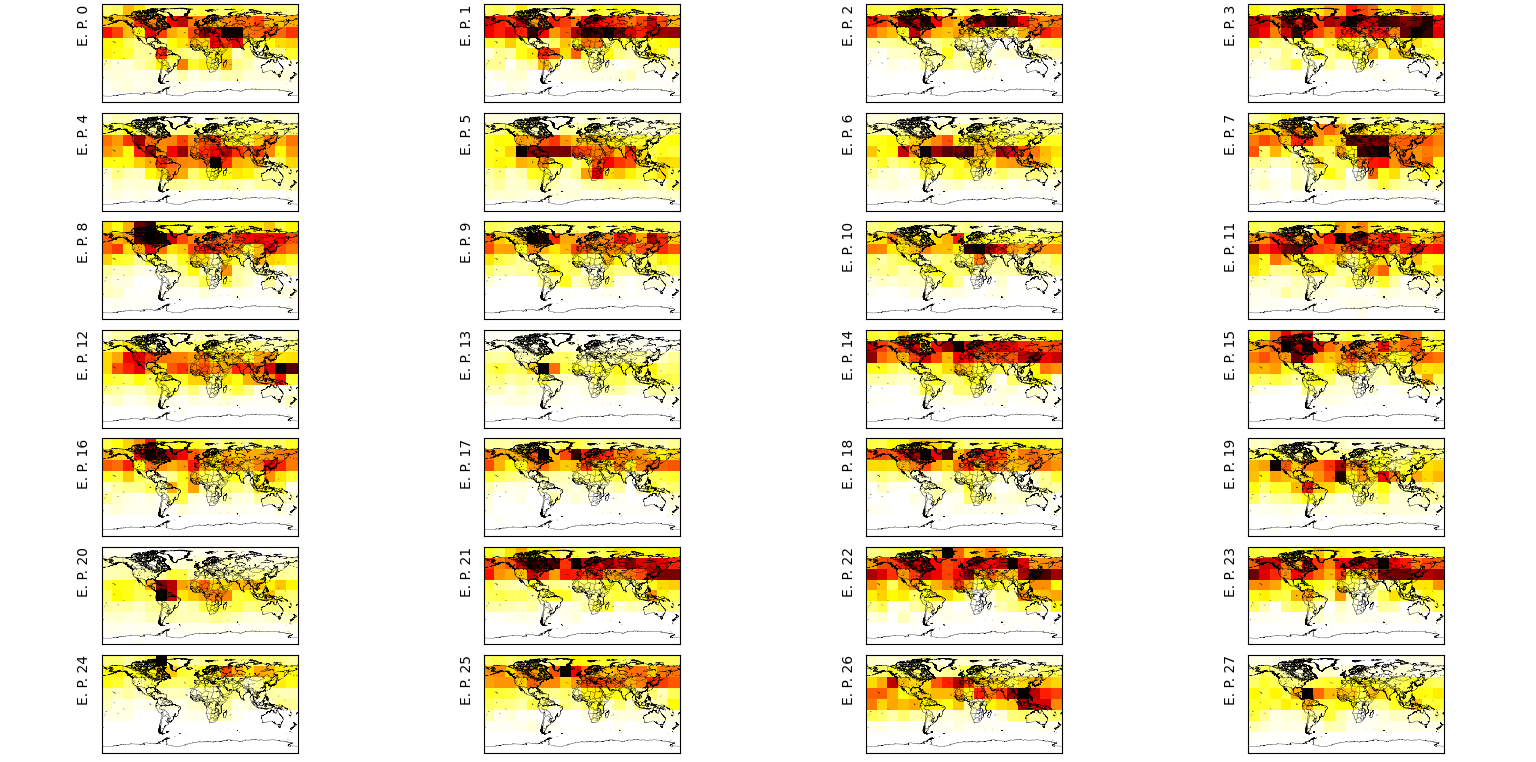 E. P. 0
E. P. 1
E. P. 2
E. P. 3
E. P. 4
E. P. 5
E. P. 6
E. P. 7
E. P. 8
E. P. 9
E. P. 10
E. P. 11
E. P. 12
E. P. 13
E. P. 14
E. P. 15
E. P. 16
E. P. 17
E. P. 18
E. P. 19
E. P. 20
E. P. 21
E. P. 22
E. P. 23
E. P. 24
E. P. 25
E. P. 26
E. P. 27